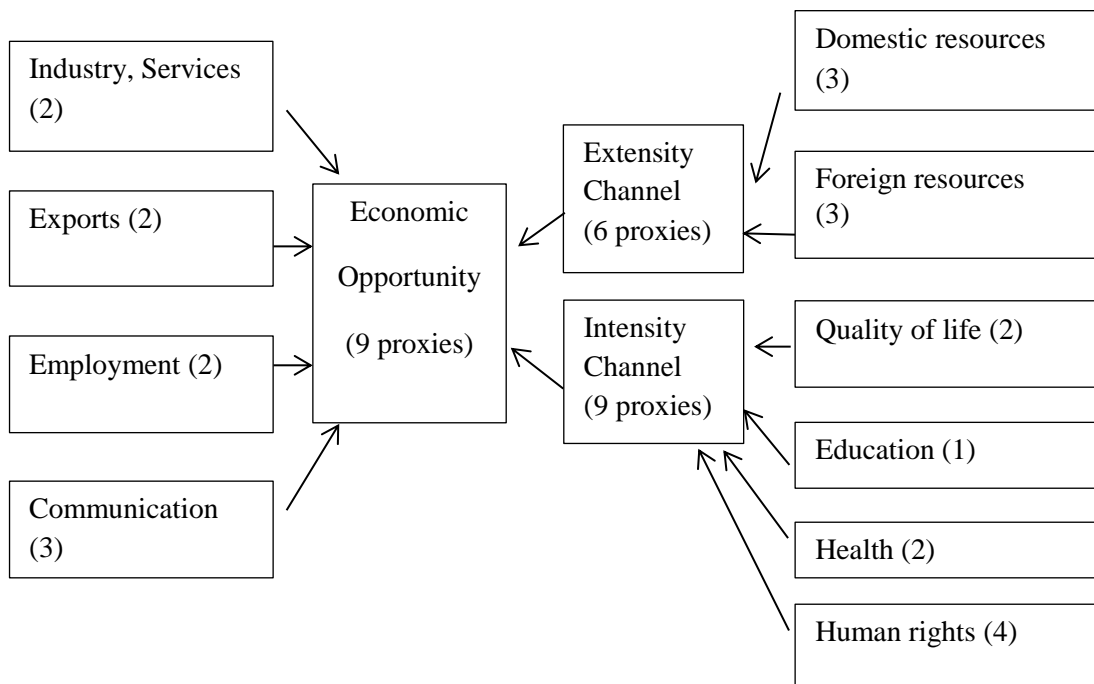 Industry, Services
(2)
Exports (2)
Employment (2)
Communication
(3)
Economic
Opportunity
(9 proxies)
Extensity
Channel
(6 proxies)
Intensity
Channel
(9 proxies)
Domestic resources
(3)
Foreign resources
(3)
Quality of life (2)
Education (1)
Health (2)
Human rights (4)